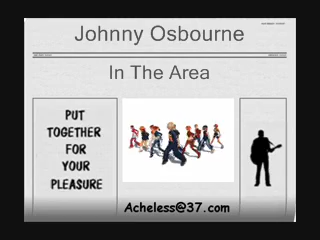 Johnny Osbourne
In The Area
PUT
TOGETHER
FOR
YOUR
PLEASURE
Acheless@37.com